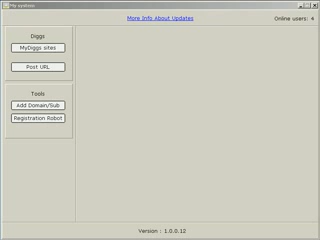 My system
More Info About Updates
Online users: 4
Diggs
MyDiggs sites
Post URL
Tools
Add Domain/Sub
Registration Robot
Version : 1.0.0.12